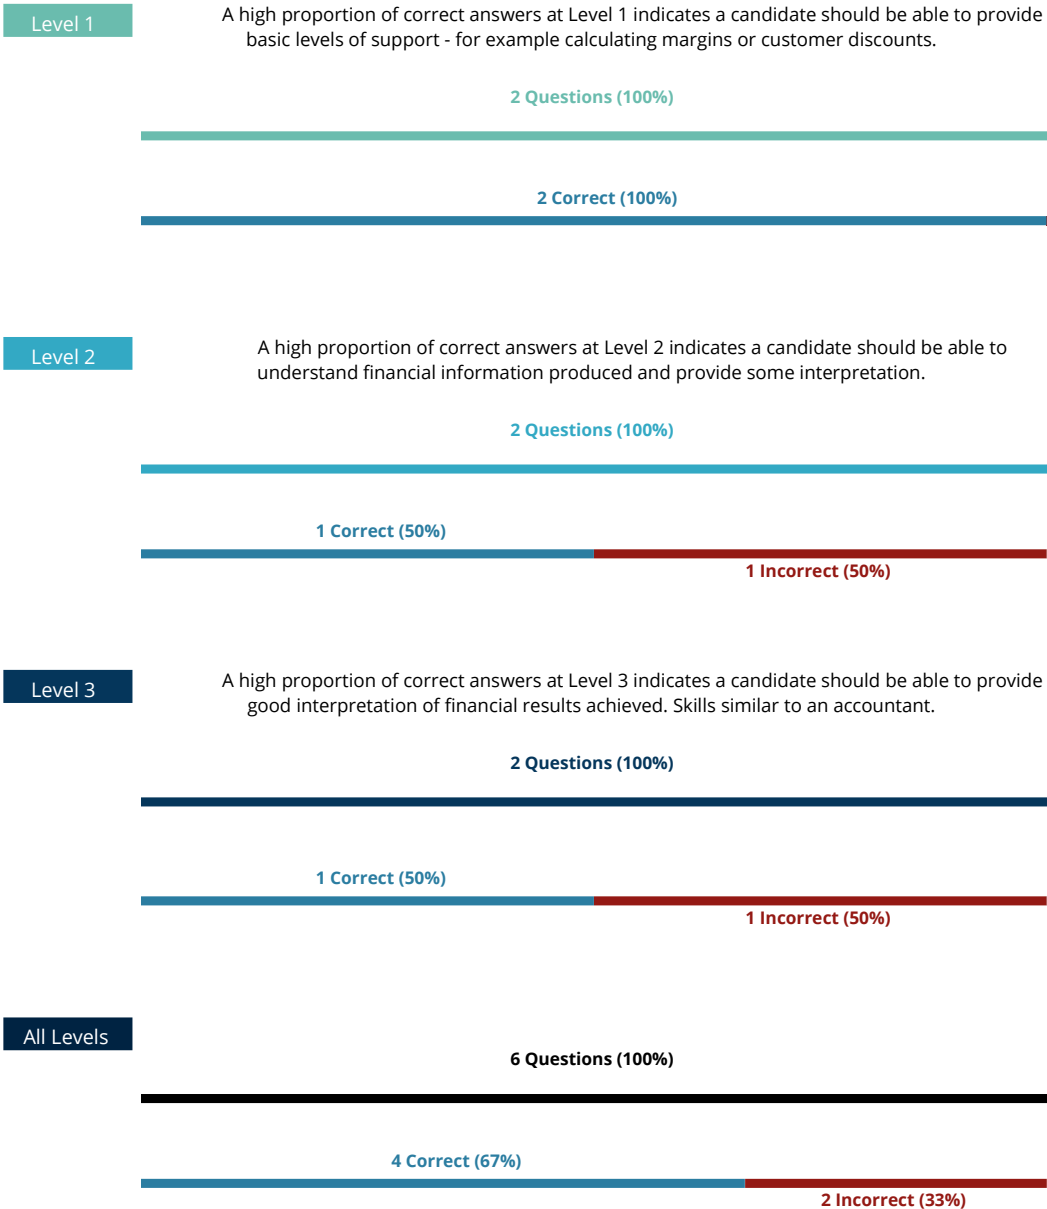 Level 1
A high proportion of correct answers at Level 1 indicates a candidate should be able to provide
basic levels of support - for example calculating margins or customer discounts.
2 Questions (100%)
2 Correct (100%)
Level 2
A high proportion of correct answers at Level 2 indicates a candidate should be able to
understand financial information produced and provide some interpretation.
2 Questions (100%)
1 Correct (50%)
1 Incorrect (50%)
Level 3
A high proportion of correct answers at Level 3 indicates a candidate should be able to provide
good interpretation of financial results achieved. Skills similar to an accountant.
2 Questions (100%)
1 Correct (50%)
1 Incorrect (50%)
All Levels
6 Questions (100%)
4 Correct (67%)
2 Incorrect (33%)